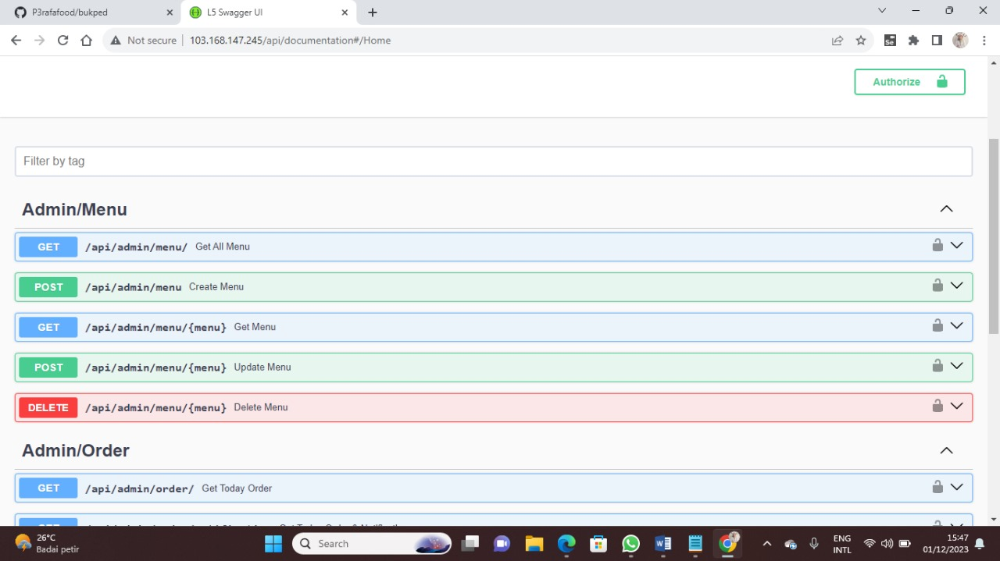 P3rafafood/bukped
L5 Swagger UI
Not secure
103.168.147.245/api/documentation#/Home
Se
Authorize
Filter by tag
Admin/Menu
GET /api/admin/menu/ Get All Menu
POST /api/admin/menu Create Menu
GET /api/admin/menu/{menu} Get Menu
POST /api/admin/menu/{menu} Update Menu
DELETE /api/admin/menu/{menu} Delete Menu
Admin/Order
GET /api/admin/order/ Get Today Order
26°C
Badai petir
Search
ENG
INTL
15:47
01/12/2023